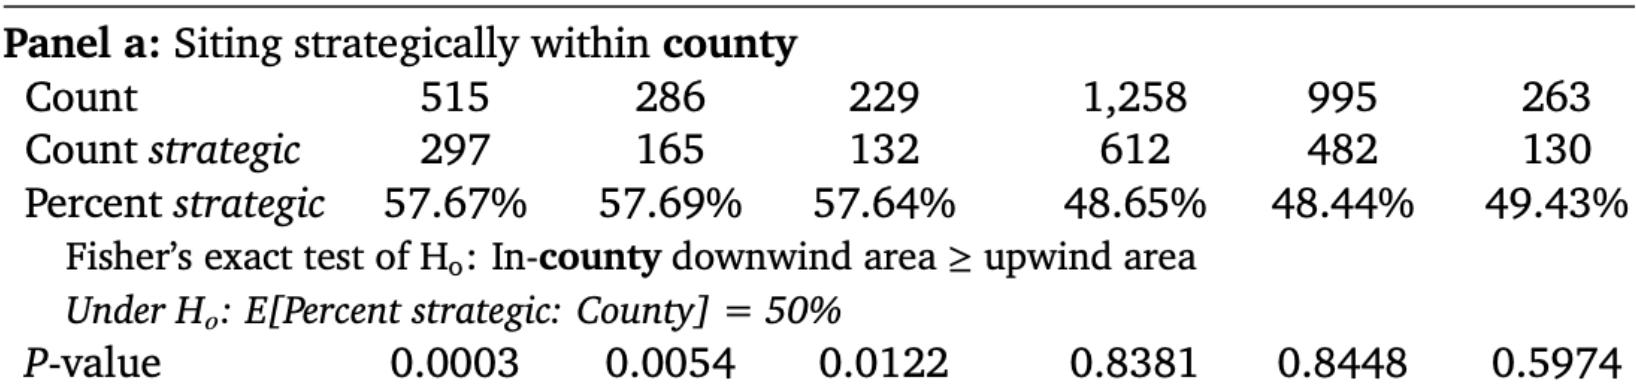 Panel a: Siting strategically within county
Count 515 286 229 1,258 995 263
Count strategic 297 165 132 612 482 130
Percent strategic 57.67% 57.69% 57.64% 48.65% 48.44% 49.43%
Fisher’s exact test of Hₒ: In-county downwind area ≥ upwind area
Under Hₒ: E[Percent strategic: County] = 50%
P-value 0.0003 0.0054 0.0122 0.8381 0.8448 0.5974